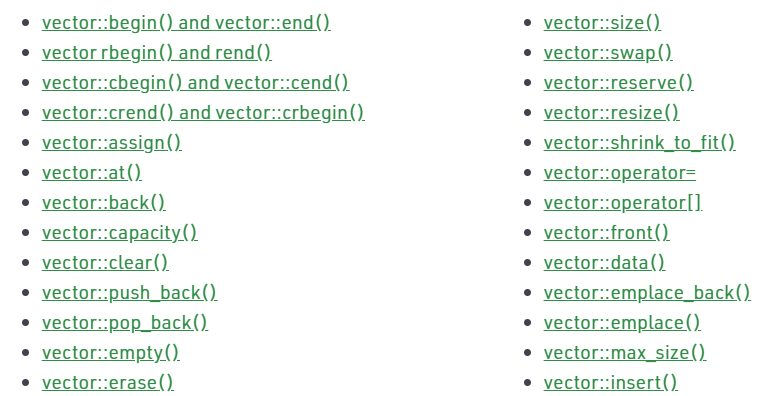 vector::begin() and vector::end()
vector rbegin() and rend()
vector::cbegin() and vector::cend()
vector::crend() and vector::crbegin()
vector::assign()
vector::at()
vector::back()
vector::capacity()
vector::clear()
vector::push_back()
vector::pop_back()
vector::empty()
vector::erase()
vector::size()
vector::swap()
vector::reserve()
vector::resize()
vector::shrink_to_fit()
vector::operator=
vector::operator[]
vector::front()
vector::data()
vector::emplace_back()
vector::emplace()
vector::max_size()
vector::insert()